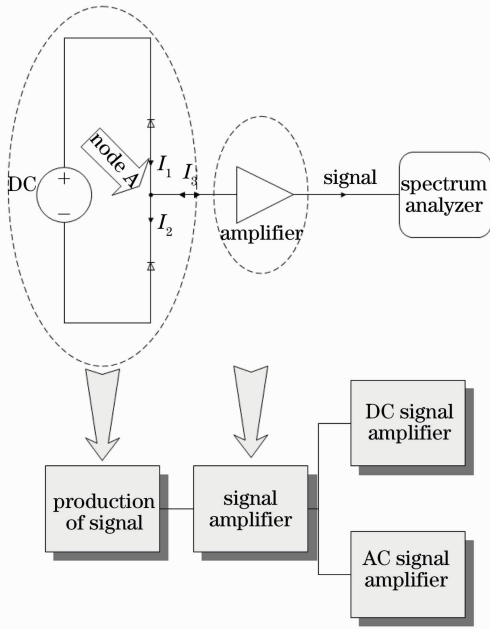 node A
DC
+
−
I1
I3
I2
amplifier
signal
spectrum
analyzer
production
of signal
signal
amplifier
DC signal
amplifier
AC signal
amplifier